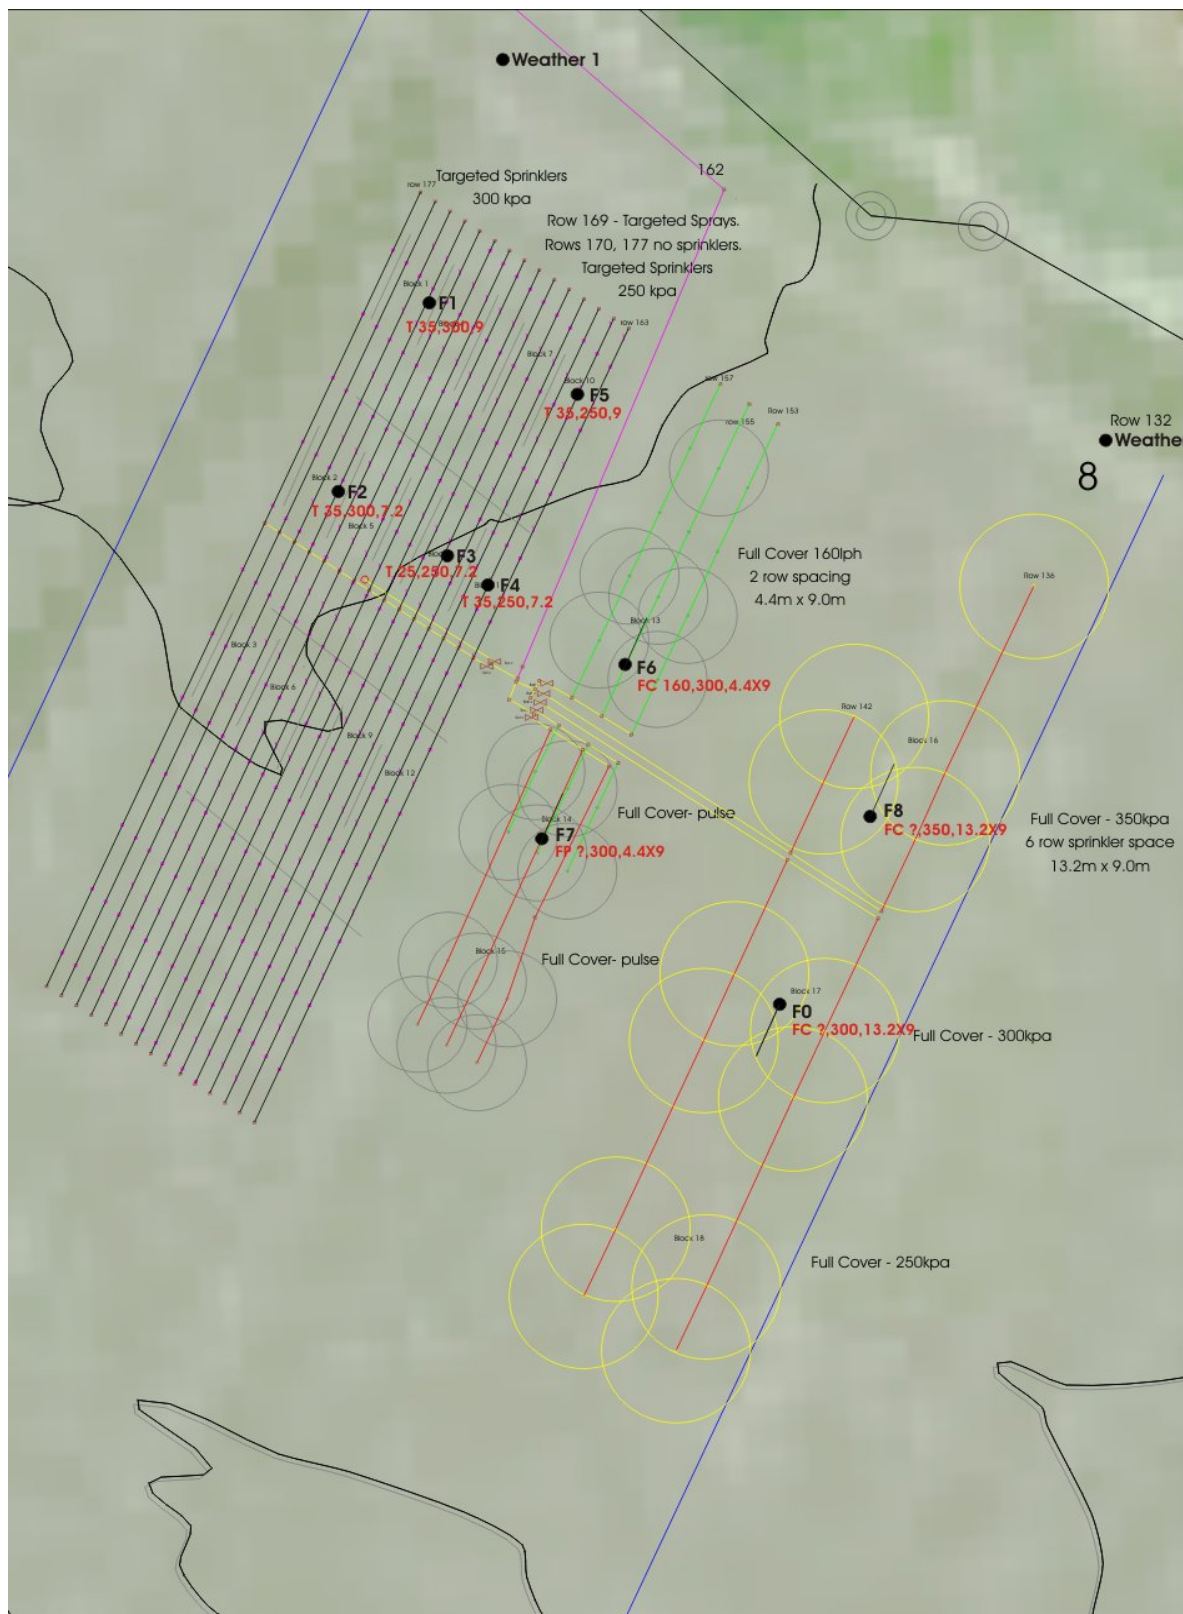 Weather 1
162
Targeted Sprinklers
row 177
300 kpa
Row 169 - Targeted Sprays.
Rows 170, 177 no sprinklers.
Targeted Sprinklers
250 kpa
Block 1
F1
T 35,300,9
row 163
Block 7
Block 10
F5
T 35,250,9
row 157
Row 153
row 155
Row 132
Weathe
8
Block 2
F2
T 35,300,7.2
Block 5
F3
T 25,250,7.2
F4
T 35,250,7.2
Full Cover 160lph
2 row spacing
4.4m x 9.0m
Row 136
Block 13
F6
FC 160,300,4.4X9
Block 3
Block 6
Block 9
Block 12
Row 142
Block 16
F8
FC ?,350,13.2X9
Full Cover - 350kpa
6 row sprinkler space
13.2m x 9.0m
Full Cover- pulse
Block 14
F7
FP ?,300,4.4X9
Block 15
Full Cover- pulse
Block 17
F0
FC ?,300,13.2X9
Full Cover - 300kpa
Block 18
Full Cover - 250kpa